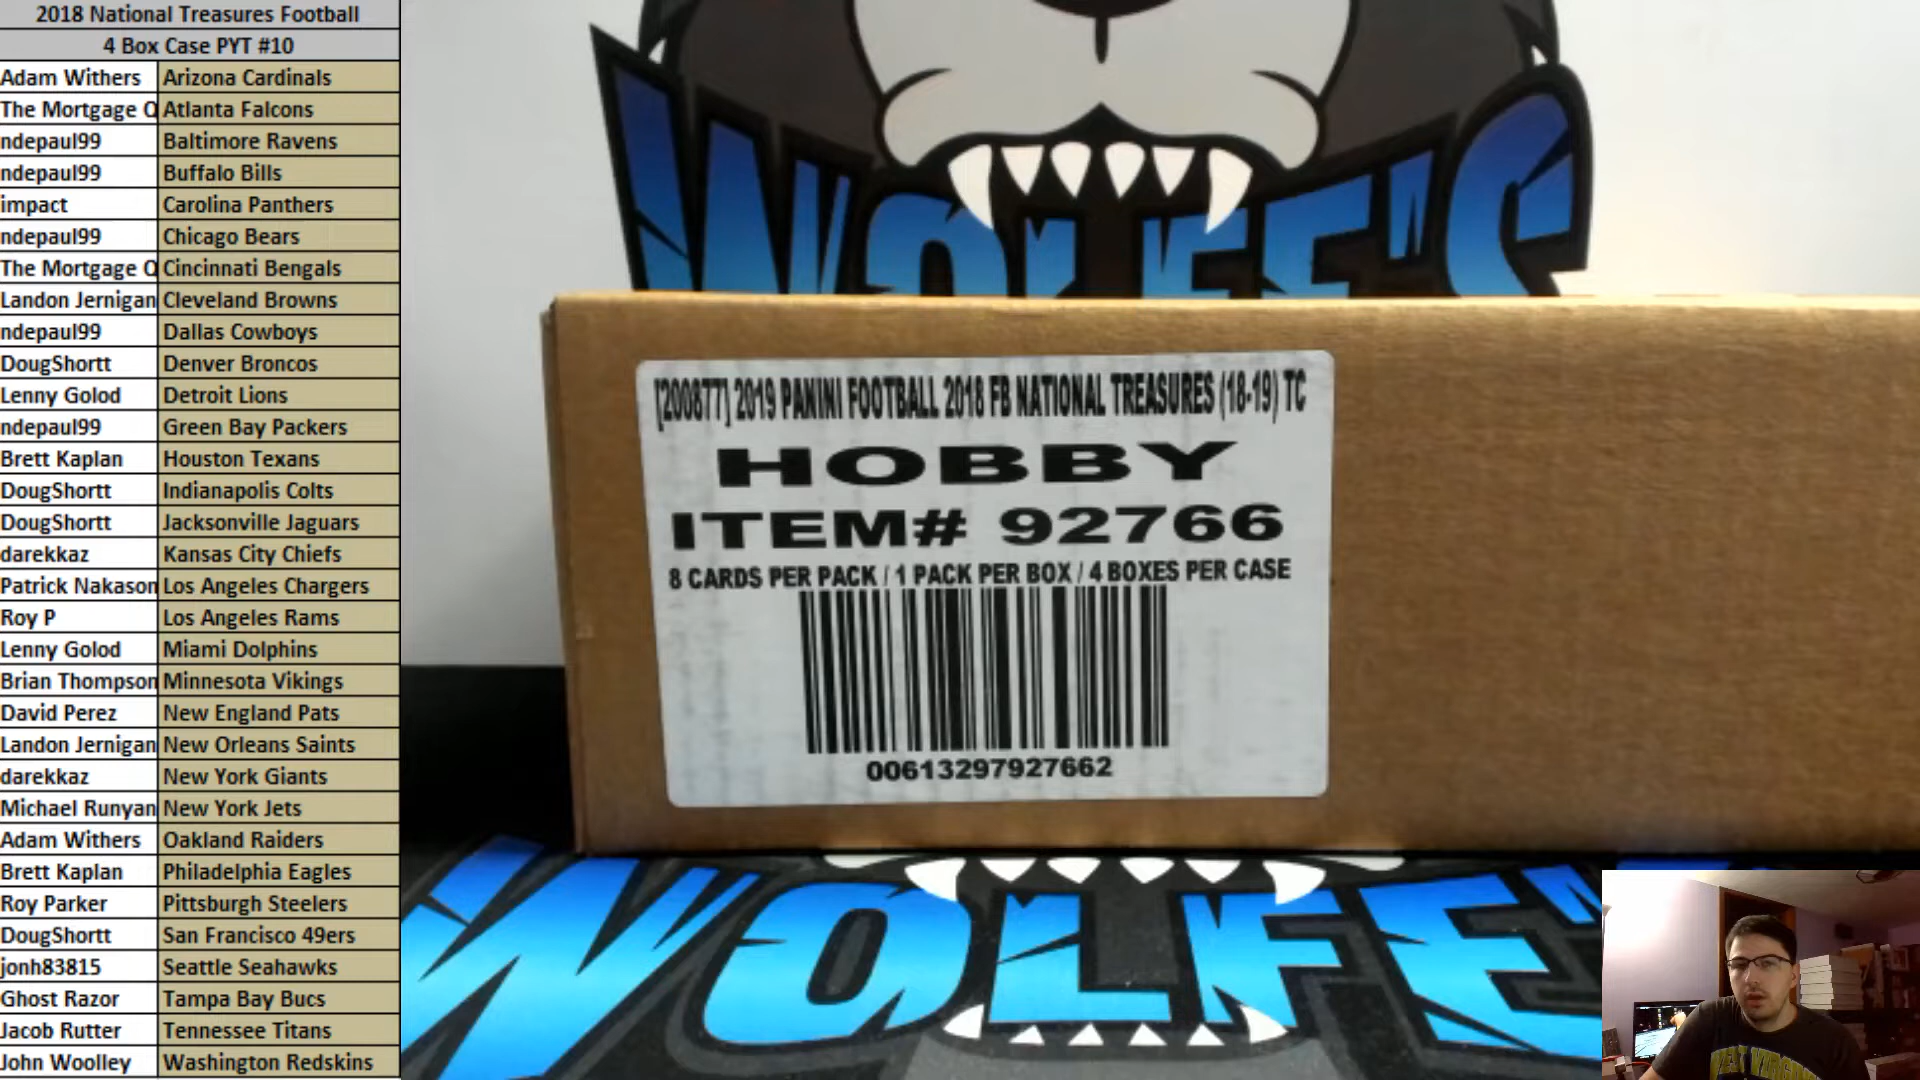 2018 National Treasures Football
4 Box Case PYT #10
Adam Withers Arizona Cardinals
The Mortgage Q Atlanta Falcons
ndepaul99 Baltimore Ravens
ndepaul99 Buffalo Bills
impact Carolina Panthers
ndepaul99 Chicago Bears
The Mortgage Q Cincinnati Bengals
Landon Jernigan Cleveland Browns
ndepaul99 Dallas Cowboys
DougShortt Denver Broncos
Lenny Golod Detroit Lions
ndepaul99 Green Bay Packers
Brett Kaplan Houston Texans
DougShortt Indianapolis Colts
DougShortt Jacksonville Jaguars
darekkaz Kansas City Chiefs
Patrick Nakason Los Angeles Chargers
Roy P Los Angeles Rams
Lenny Golod Miami Dolphins
Brian Thompson Minnesota Vikings
David Perez New England Pats
Landon Jernigan New Orleans Saints
darekkaz New York Giants
Michael Runyan New York Jets
Adam Withers Oakland Raiders
Brett Kaplan Philadelphia Eagles
Roy Parker Pittsburgh Steelers
DougShortt San Francisco 49ers
jonh83815 Seattle Seahawks
Ghost Razor Tampa Bay Bucs
Jacob Rutter Tennessee Titans
John Woolley Washington Redskins
WOLFE'S
[200877] 2019 PANINI FOOTBALL 2018 FB NATIONAL TREASURES (18-19) TC
HOBBY
ITEM# 92766
8 CARDS PER PACK / 1 PACK PER BOX / 4 BOXES PER CASE
00613297927662
WOLFE'
WEST VIRGINIA